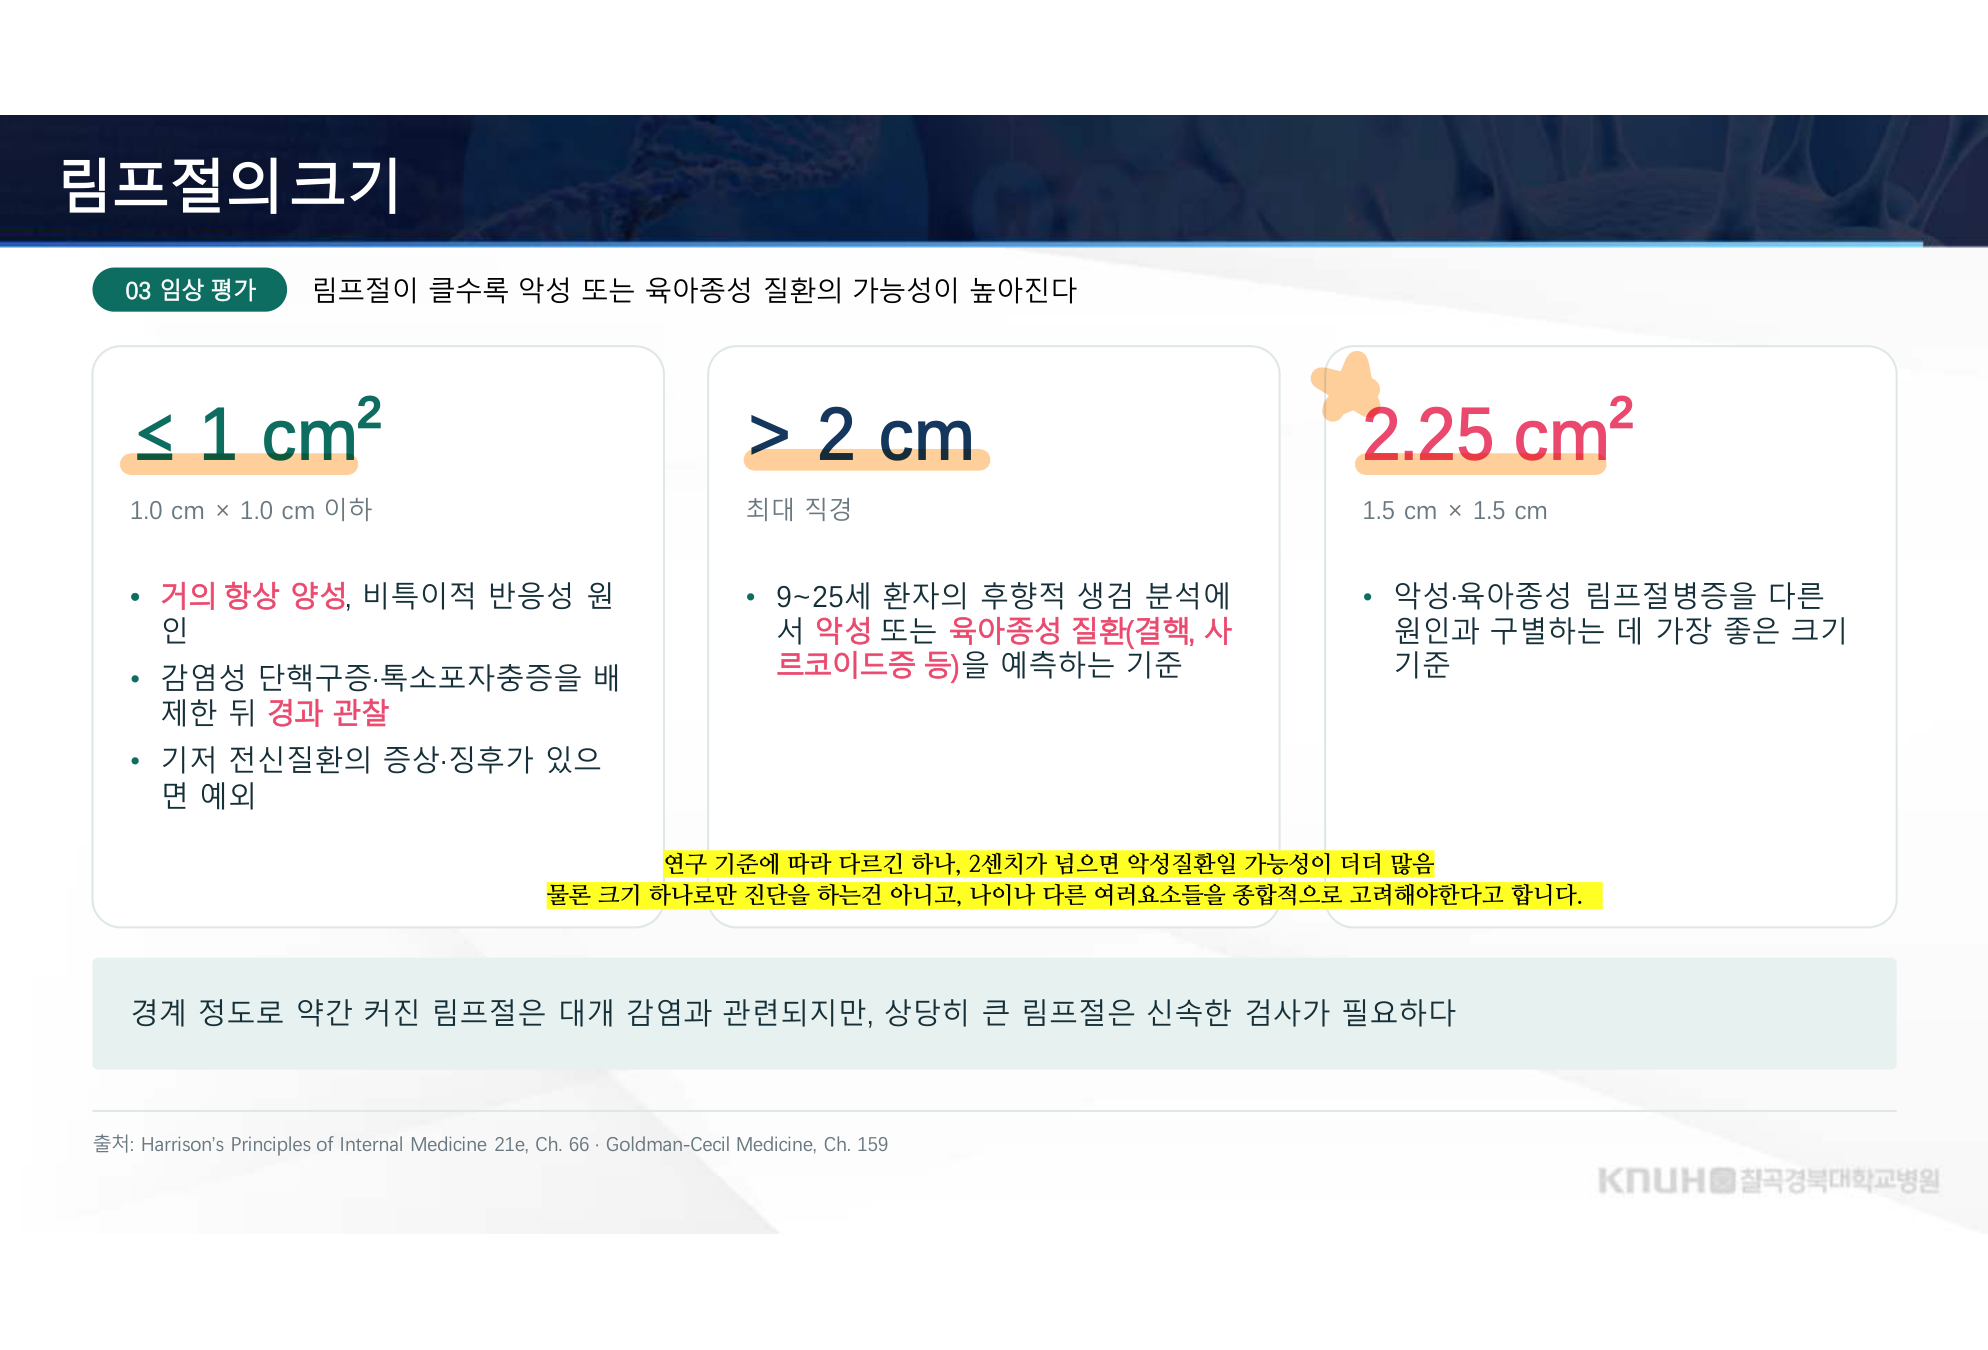 림프절의 크기
03 임상 평가
림프절이 클수록 악성 또는 육아종성 질환의 가능성이 높아진다
≤ 1 cm²
1.0 cm × 1.0 cm 이하
• 거의 항상 양성, 비특이적 반응성 원
인
• 감염성 단핵구증·톡소포자충증을 배
제한 뒤 경과 관찰
• 기저 전신질환의 증상·징후가 있으
면 예외
> 2 cm
최대 직경
• 9~25세 환자의 후향적 생검 분석에
서 악성 또는 육아종성 질환(결핵, 사
르코이드증 등)을 예측하는 기준
2.25 cm²
1.5 cm × 1.5 cm
• 악성·육아종성 림프절병증을 다른
원인과 구별하는 데 가장 좋은 크기
기준
연구 기준에 따라 다르긴 하나, 2센치가 넘으면 악성질환일 가능성이 더더 많음
물론 크기 하나로만 진단을 하는건 아니고, 나이나 다른 여러요소들을 종합적으로 고려해야한다고 합니다.
경계 정도로 약간 커진 림프절은 대개 감염과 관련되지만, 상당히 큰 림프절은 신속한 검사가 필요하다
출처: Harrison’s Principles of Internal Medicine 21e, Ch. 66 · Goldman-Cecil Medicine, Ch. 159
KNUH 칠곡경북대학교병원